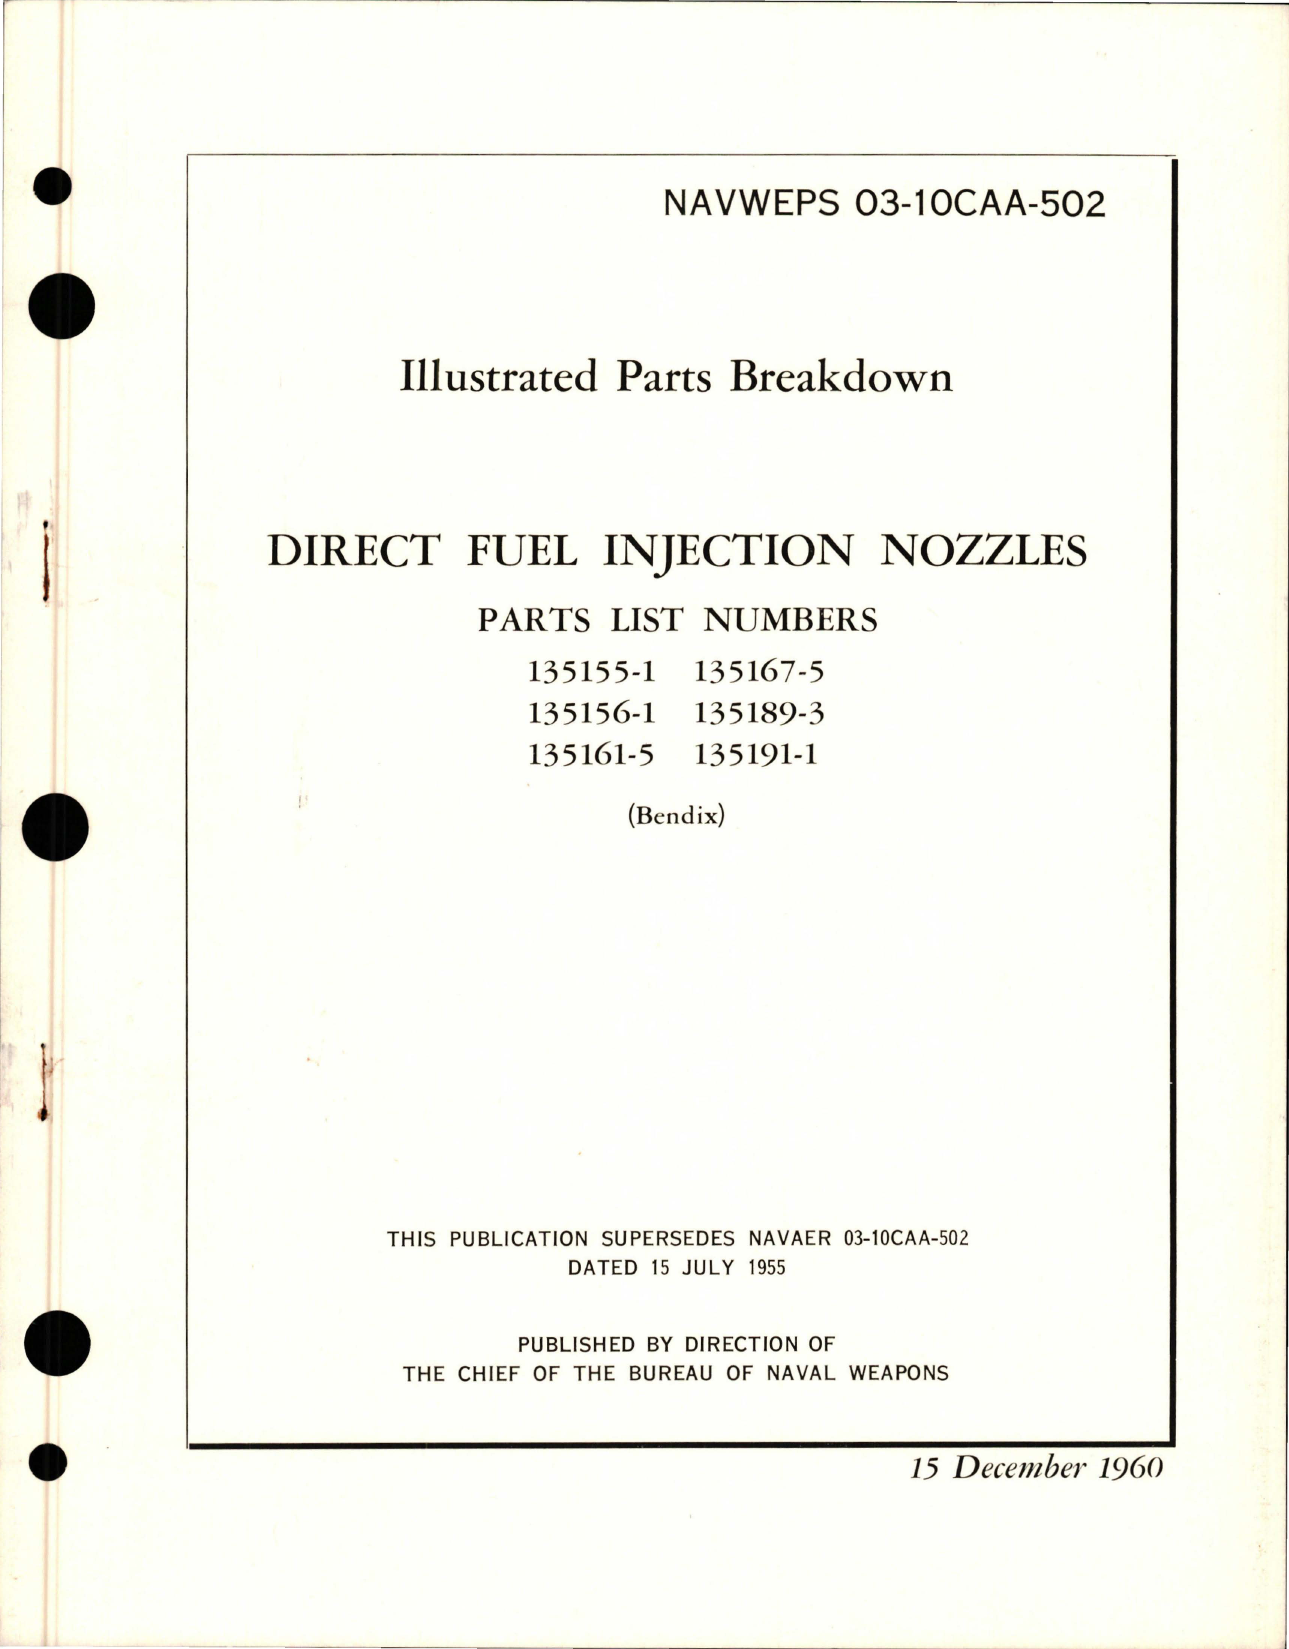 NAVWEPS 03-10CAA-502
Illustrated Parts Breakdown
DIRECT FUEL INJECTION NOZZLES
PARTS LIST NUMBERS
135155-1 135167-5
135156-1 135189-3
135161-5 135191-1
(Bendix)
THIS PUBLICATION SUPERSEDES NAVAER 03-10CAA-502
DATED 15 JULY 1955
PUBLISHED BY DIRECTION OF
THE CHIEF OF THE BUREAU OF NAVAL WEAPONS
15 December 1960